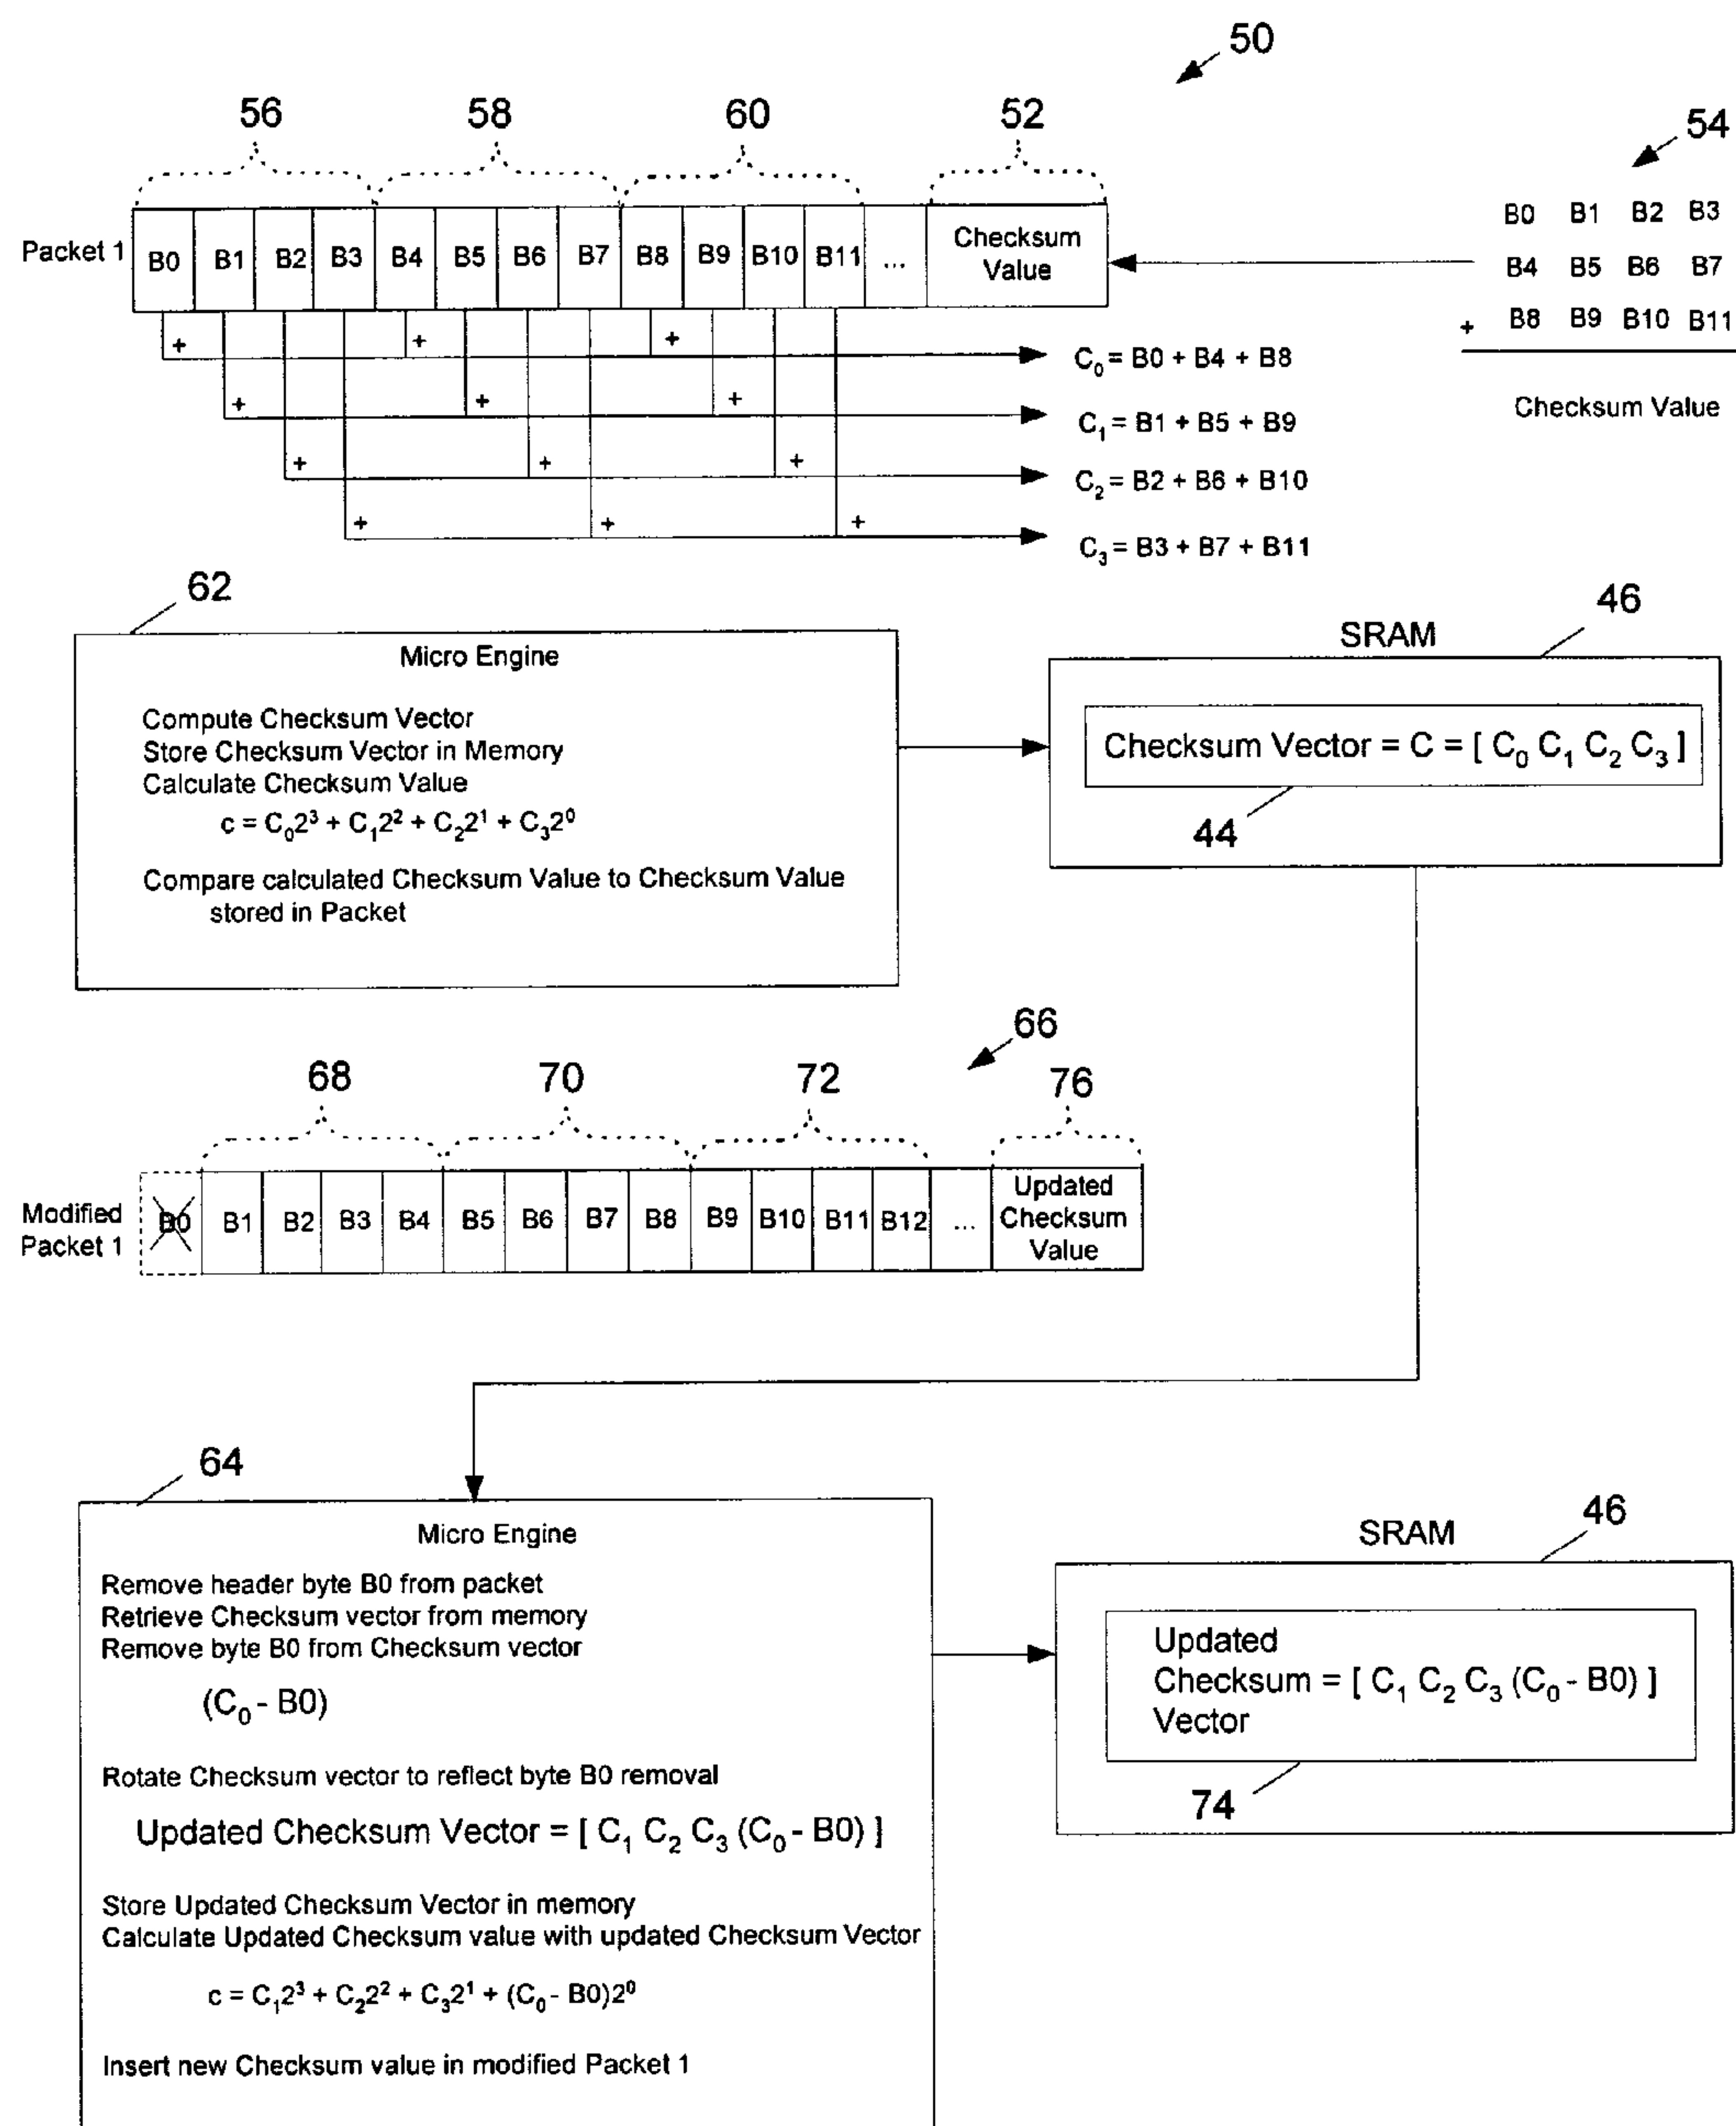 50
56 58 60 52
54
Packet 1 B0 B1 B2 B3 B4 B5 B6 B7 B8 B9 B10 B11 ... Checksum Value
B0 B1 B2 B3
B4 B5 B6 B7
+ B8 B9 B10 B11
Checksum Value
+ + + C₀ = B0 + B4 + B8
+ + + C₁ = B1 + B5 + B9
+ + + C₂ = B2 + B6 + B10
+ + + C₃ = B3 + B7 + B11
62
Micro Engine
Compute Checksum Vector
Store Checksum Vector in Memory
Calculate Checksum Value
c = C₀2³ + C₁2² + C₂2¹ + C₃2⁰
Compare calculated Checksum Value to Checksum Value
stored in Packet
46
SRAM
Checksum Vector = C = [ C₀ C₁ C₂ C₃ ]
44
66
68 70 72 76
Modified
Packet 1
B0 B1 B2 B3 B4 B5 B6 B7 B8 B9 B10 B11 B12 ...
Updated
Checksum
Value
64
Micro Engine
Remove header byte B0 from packet
Retrieve Checksum vector from memory
Remove byte B0 from Checksum vector
(C₀ - B0)
Rotate Checksum vector to reflect byte B0 removal
Updated Checksum Vector = [ C₁ C₂ C₃ (C₀ - B0) ]
Store Updated Checksum Vector in memory
Calculate Updated Checksum value with updated Checksum Vector
c = C₁2³ + C₂2² + C₃2¹ + (C₀ - B0)2⁰
Insert new Checksum value in modified Packet 1
46
SRAM
Updated
Checksum = [ C₁ C₂ C₃ (C₀ - B0) ]
Vector
74